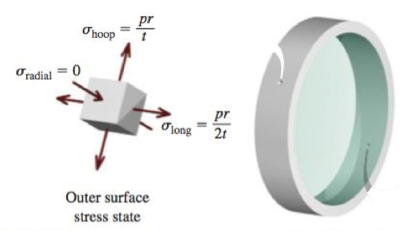 σhoop = pr/t
σradial = 0
σlong = pr/2t
Outer surface
stress state